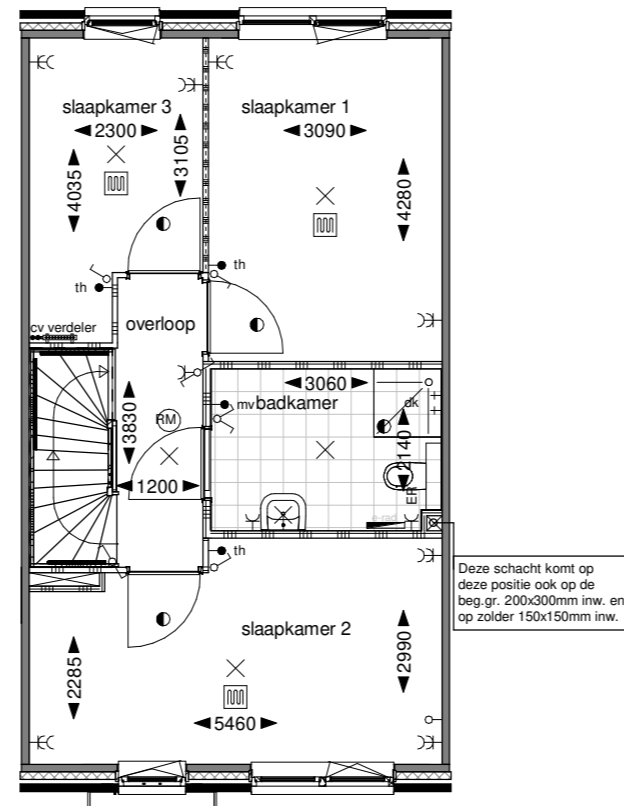 slaapkamer 3
2300
3105
4035
slaapkamer 1
3090
4280
th
th
cv verdeler
overloop
3830
RM
1200
3060
mv
badkamer
dk
2140
ER
e-rad
th
slaapkamer 2
2285
2990
5460
Deze schacht komt op
deze positie ook op de
beg.gr. 200x300mm inw. en
op zolder 150x150mm inw.